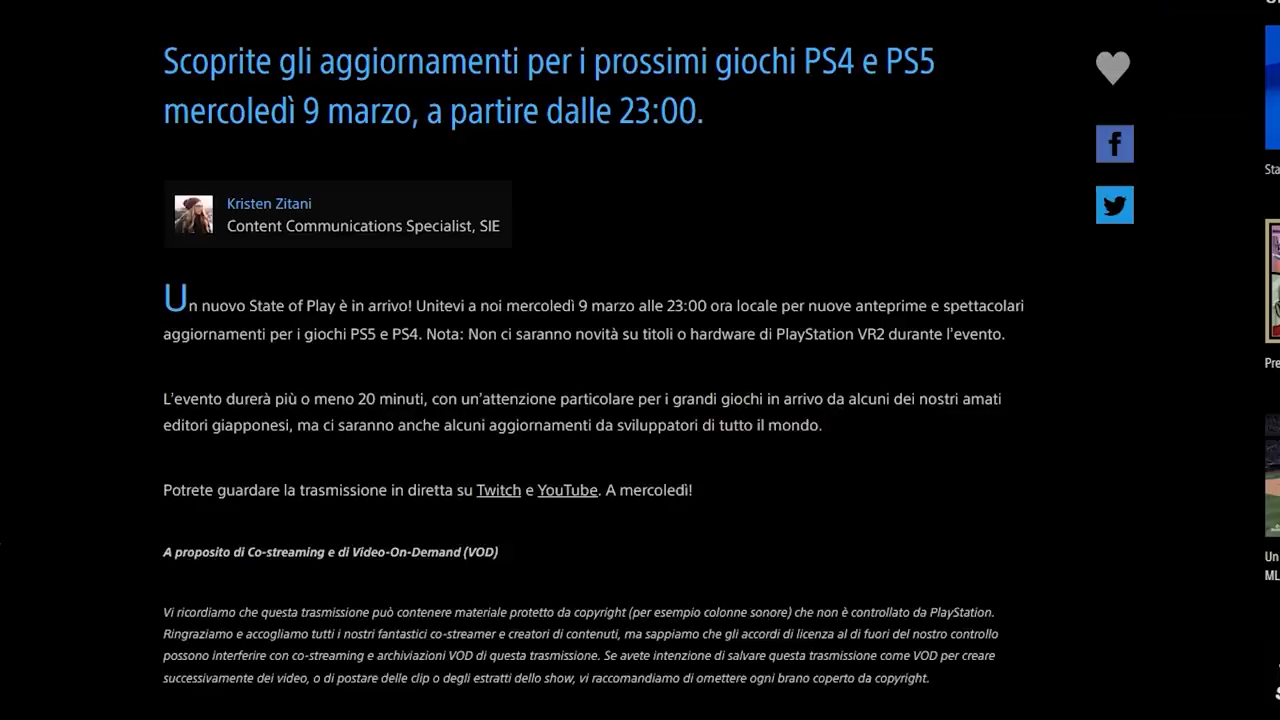 Scoprite gli aggiornamenti per i prossimi giochi PS4 e PS5
mercoledì 9 marzo, a partire dalle 23:00.
Kristen Zitani
Content Communications Specialist, SIE
Un nuovo State of Play è in arrivo! Unitevi a noi mercoledì 9 marzo alle 23:00 ora locale per nuove anteprime e spettacolari
aggiornamenti per i giochi PS5 e PS4. Nota: Non ci saranno novità su titoli o hardware di PlayStation VR2 durante l’evento.
L’evento durerà più o meno 20 minuti, con un’attenzione particolare per i grandi giochi in arrivo da alcuni dei nostri amati
editori giapponesi, ma ci saranno anche alcuni aggiornamenti da sviluppatori di tutto il mondo.
Potrete guardare la trasmissione in diretta su Twitch e YouTube. A mercoledì!
A proposito di Co-streaming e di Video-On-Demand (VOD)
Vi ricordiamo che questa trasmissione può contenere materiale protetto da copyright (per esempio colonne sonore) che non è controllato da PlayStation.
Ringraziamo e accogliamo tutti i nostri fantastici co-streamer e creatori di contenuti, ma sappiamo che gli accordi di licenza al di fuori del nostro controllo
possono interferire con co-streaming e archiviazioni VOD di questa trasmissione. Se avete intenzione di salvare questa trasmissione come VOD per creare
successivamente dei video, o di postare delle clip o degli estratti dello show, vi raccomandiamo di omettere ogni brano coperto da copyright.
Sta
Pre
Un
ML